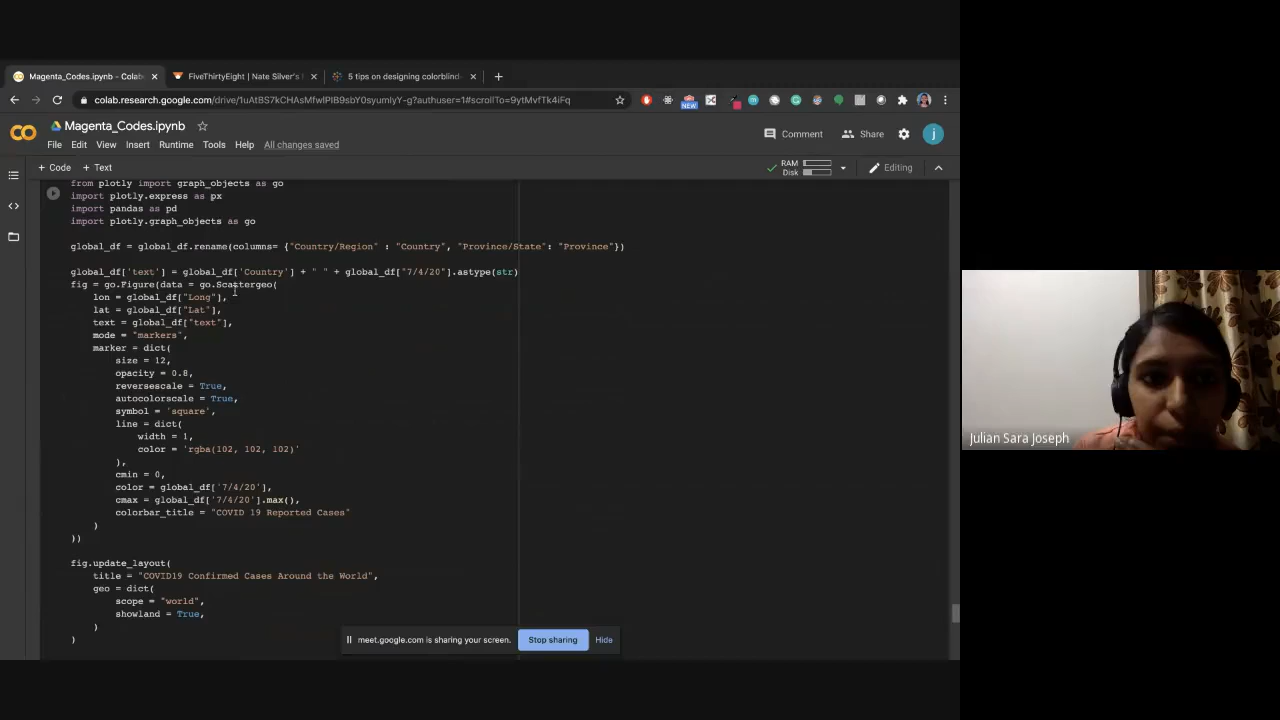 Magenta_Codes.ipynb - Colab
FiveThirtyEight | Nate Silver's
5 tips on designing colorblind-
colab.research.google.com/drive/1uAtBS7kCHAsMfwlPIB9sbY0syumlyY-g?authuser=1#scrollTo=9ytMvfTk4iFq
NEW
Magenta_Codes.ipynb
Comment
Share
j
File Edit View Insert Runtime Tools Help All changes saved
+ Code + Text
RAM
Disk
Editing
from plotly import graph_objects as go
import plotly.express as px
import pandas as pd
import plotly.graph_objects as go
global_df = global_df.rename(columns= {"Country/Region" : "Country", "Province/State": "Province"})
global_df['text'] = global_df['Country'] + " " + global_df["7/4/20"].astype(str)
fig = go.Figure(data = go.Scattergeo(
lon = global_df["Long"],
lat = global_df["Lat"],
text = global_df["text"],
mode = "markers",
marker = dict(
size = 12,
opacity = 0.8,
reversescale = True,
autocolorscale = True,
symbol = 'square',
line = dict(
width = 1,
color = 'rgba(102, 102, 102)'
),
cmin = 0,
color = global_df['7/4/20'],
cmax = global_df['7/4/20'].max(),
colorbar_title = "COVID 19 Reported Cases"
)
))
fig.update_layout(
title = "COVID19 Confirmed Cases Around the World",
geo = dict(
scope = "world",
showland = True,
)
)
meet.google.com is sharing your screen.
Stop sharing
Hide
Julian Sara Joseph